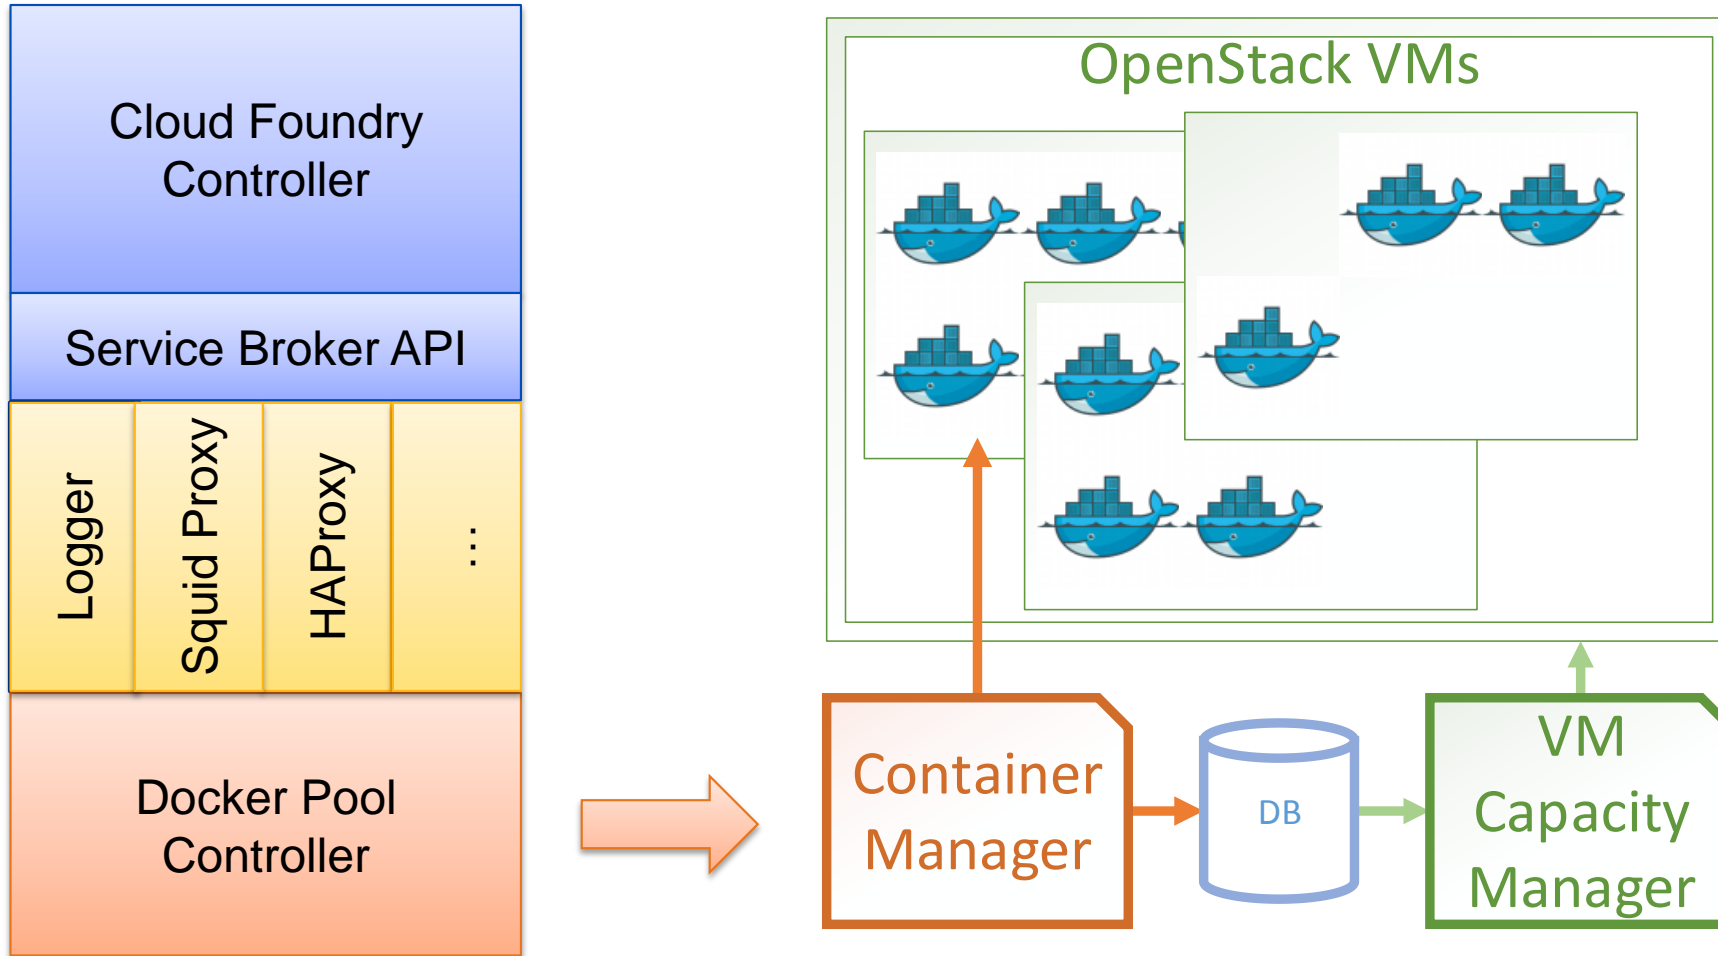 Cloud Foundry
Controller
Service Broker API
Logger
Squid Proxy
HAProxy
...
Docker Pool
Controller
OpenStack VMs
Container
Manager
DB
VM
Capacity
Manager